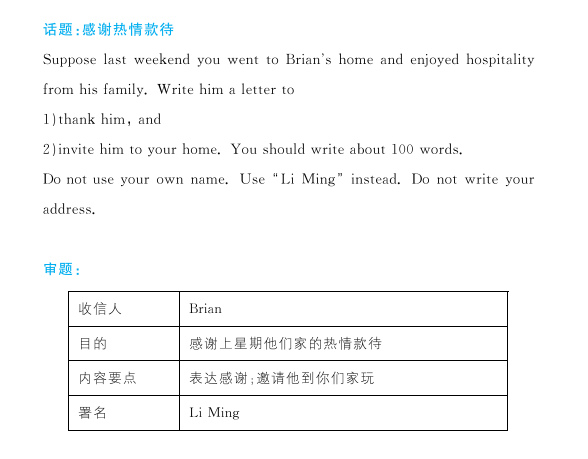 话题:感谢热情款待
Suppose last weekend you went to Brian's home and enjoyed hospitality
from his family. Write him a letter to
1)thank him, and
2)invite him to your home. You should write about 100 words.
Do not use your own name. Use “Li Ming” instead. Do not write your
address.
审题:
收信人 Brian
目的 感谢上星期他们家的热情款待
内容要点 表达感谢;邀请他到你们家玩
署名 Li Ming